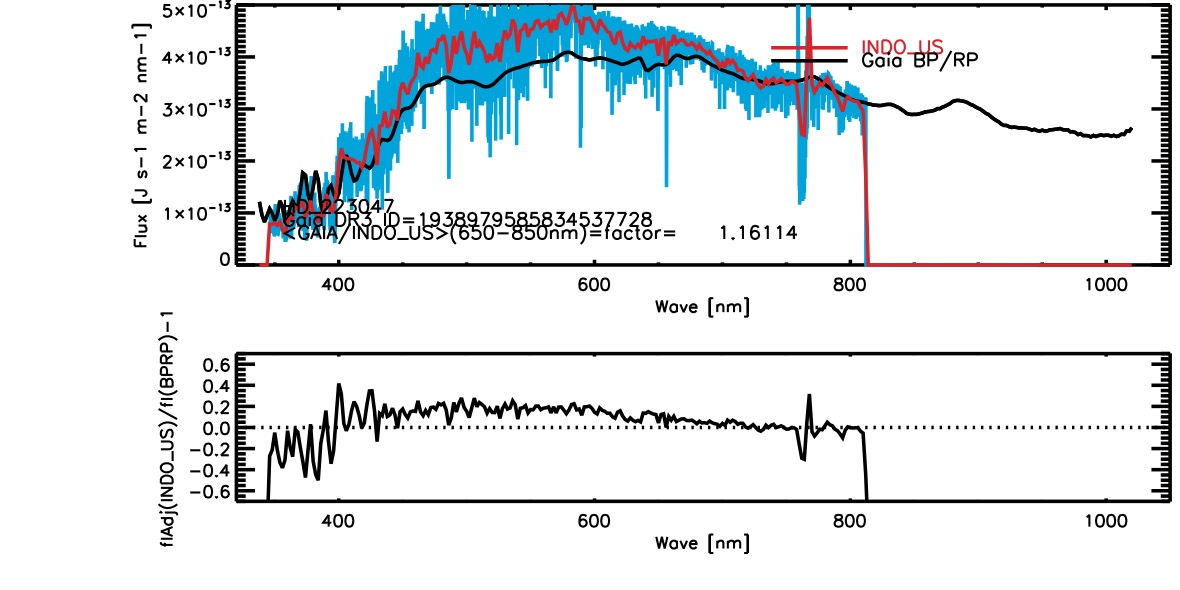 5×10−13
4×10−13
3×10−13
2×10−13
1×10−13
0
Flux [J s−1 m−2 nm−1]
INDO_US
Gaia BP/RP
HD_223047
Gaia DR3 ID=1938979585834537728
<GAIA/INDO_US>(650−850nm)=factor= 1.16114
400 600 800 1000
Wave [nm]
0.6
0.4
0.2
0.0
−0.2
−0.4
−0.6
flAdj(INDO_US)/fl(BPRP)−1
400 600 800 1000
Wave [nm]